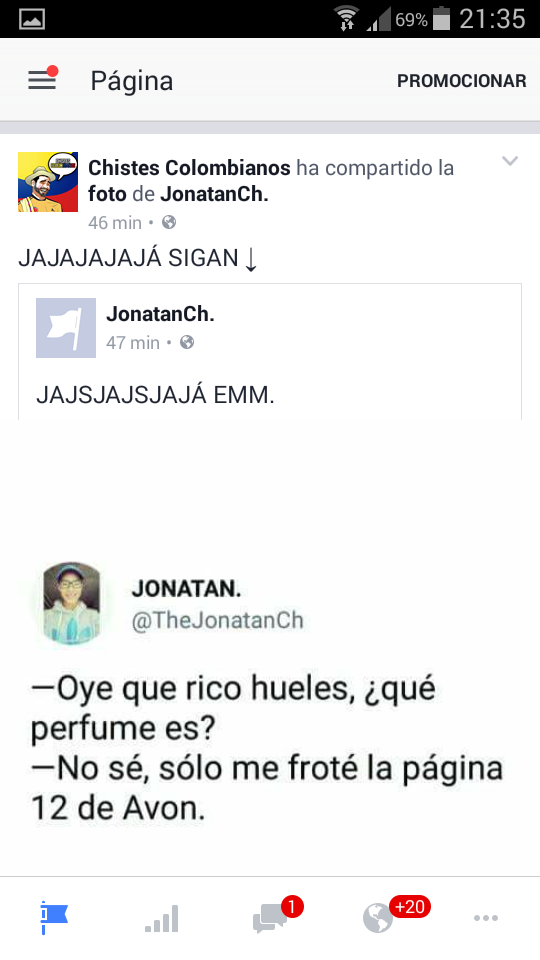 69% 21:35
Página PROMOCIONAR
Chistes Colombianos ha compartido la
foto de JonatanCh.
46 min •
JAJAJAJAJÁ SIGAN ↓
JonatanCh.
47 min •
JAJSJAJSJAJÁ EMM.
JONATAN.
@TheJonatanCh
—Oye que rico hueles, ¿qué
perfume es?
—No sé, sólo me froté la página
12 de Avon.
1 +20